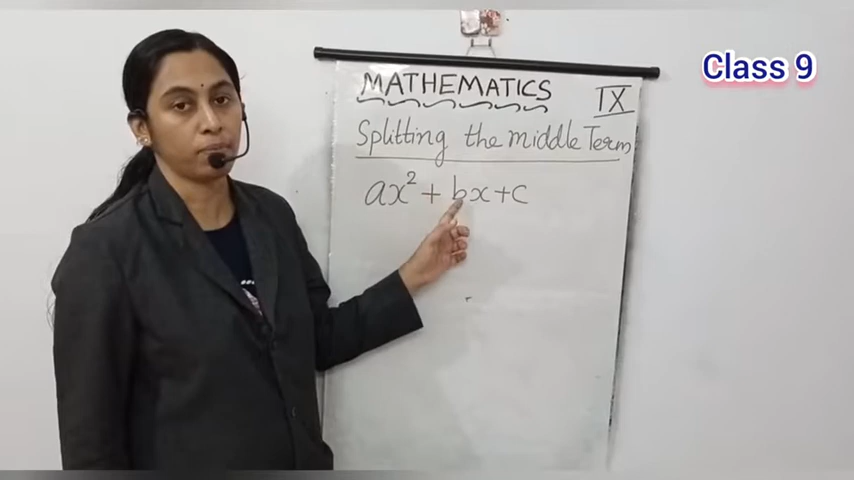 MATHEMATICS
IX
Class 9
Splitting the middle Term
ax² + bx + c